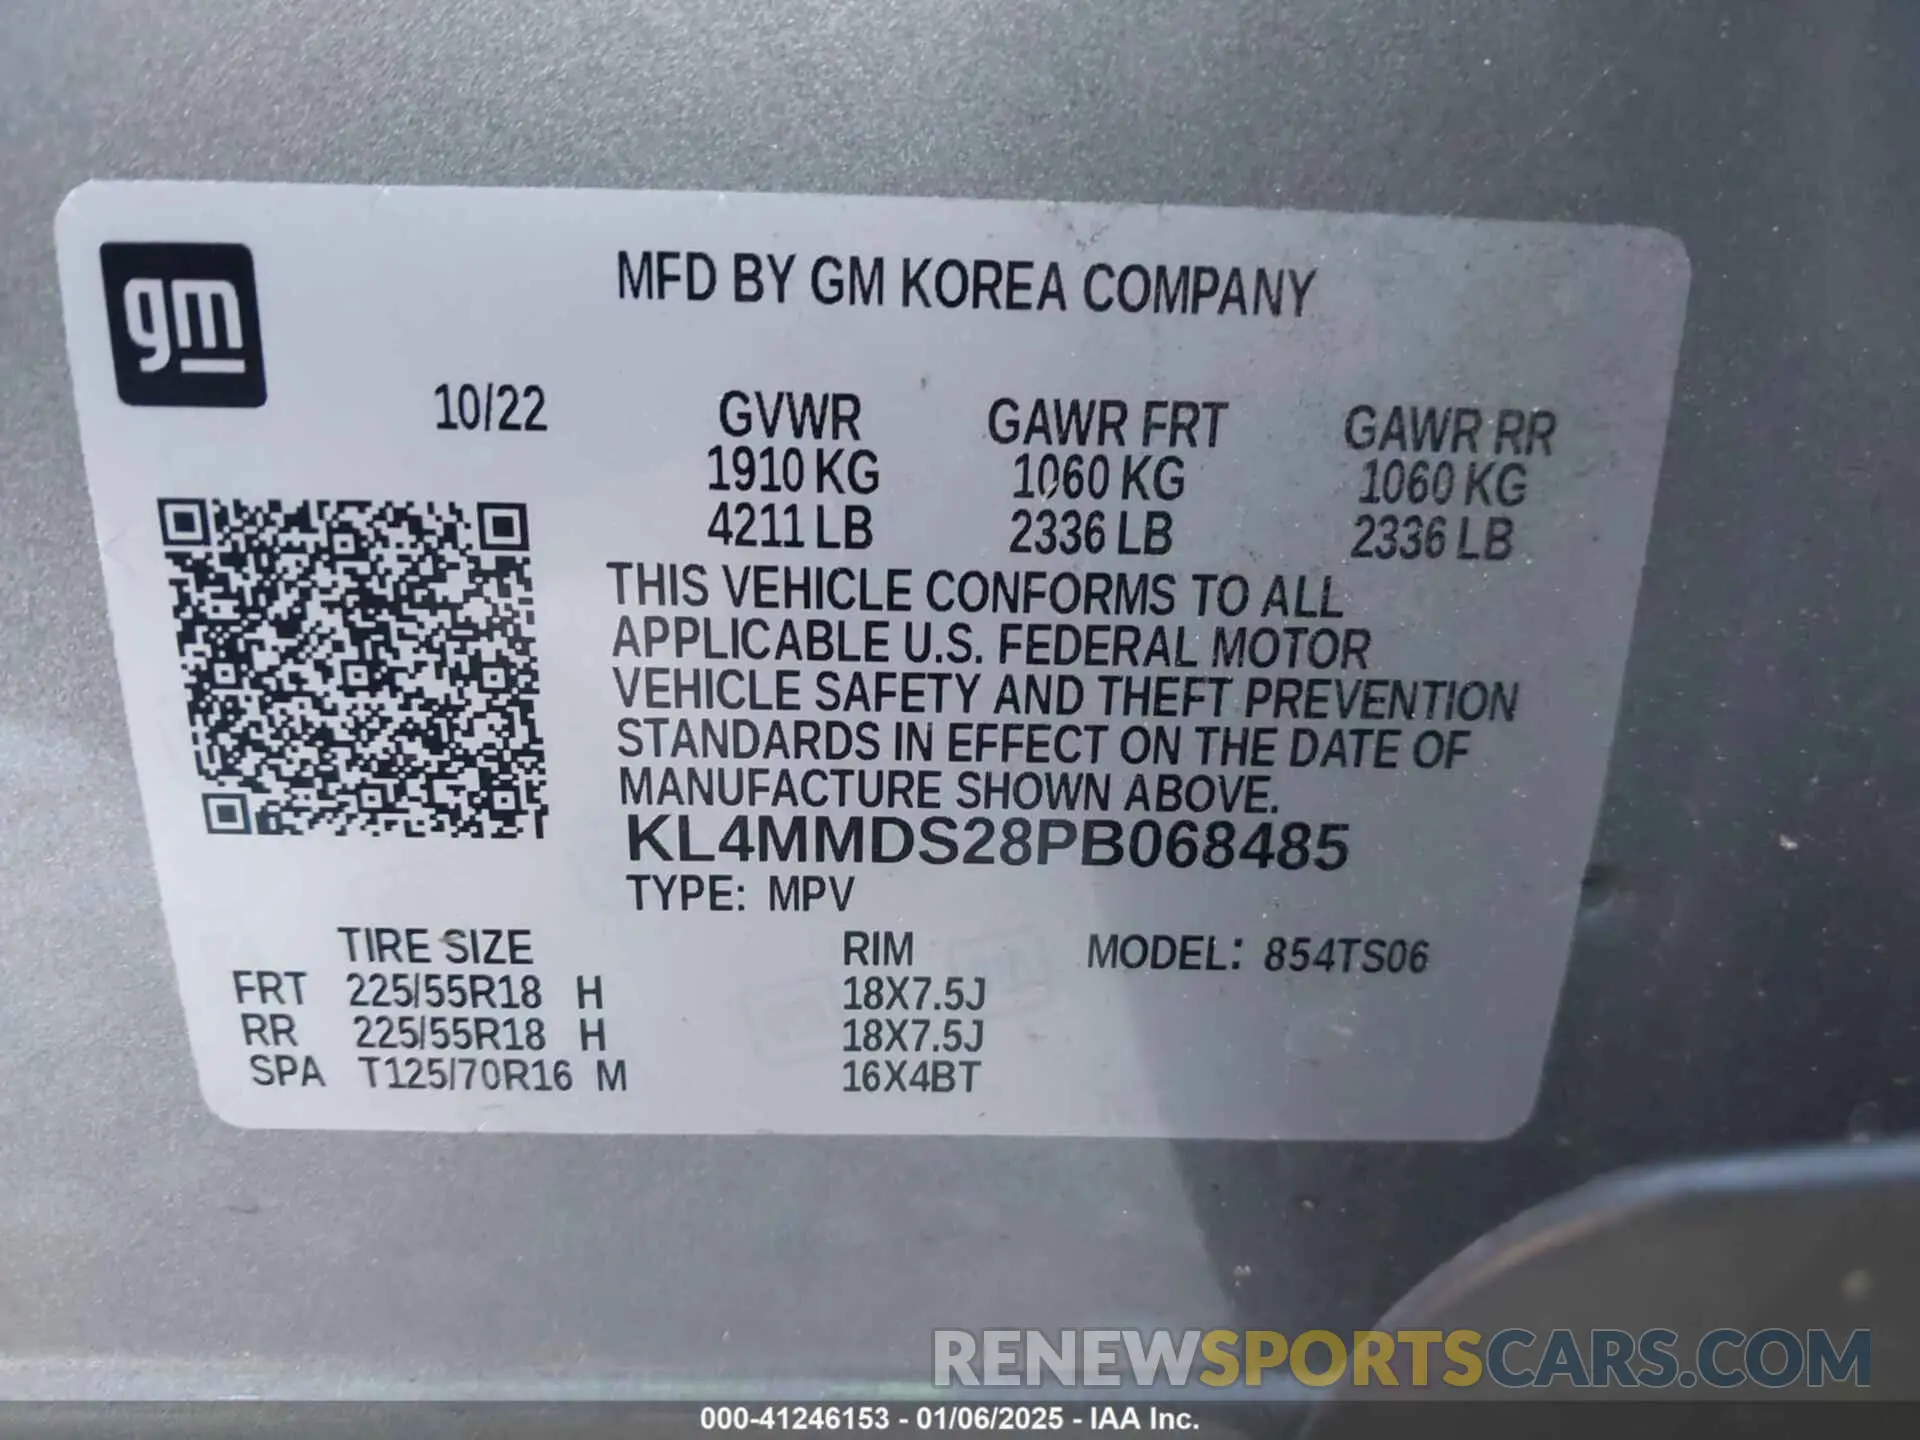 gm
MFD BY GM KOREA COMPANY
10/22
GVWR GAWR FRT GAWR RR
1910 KG 1060 KG 1060 KG
4211 LB 2336 LB 2336 LB
THIS VEHICLE CONFORMS TO ALL
APPLICABLE U.S. FEDERAL MOTOR
VEHICLE SAFETY AND THEFT PREVENTION
STANDARDS IN EFFECT ON THE DATE OF
MANUFACTURE SHOWN ABOVE.
KL4MMDS28PB068485
TYPE: MPV
TIRE SIZE RIM MODEL: 854TS06
FRT 225/55R18 H 18X7.5J
RR 225/55R18 H 18X7.5J
SPA T125/70R16 M 16X4BT
RENEWSPORTSCARS.COM
000-41246153 - 01/06/2025 - IAA Inc.